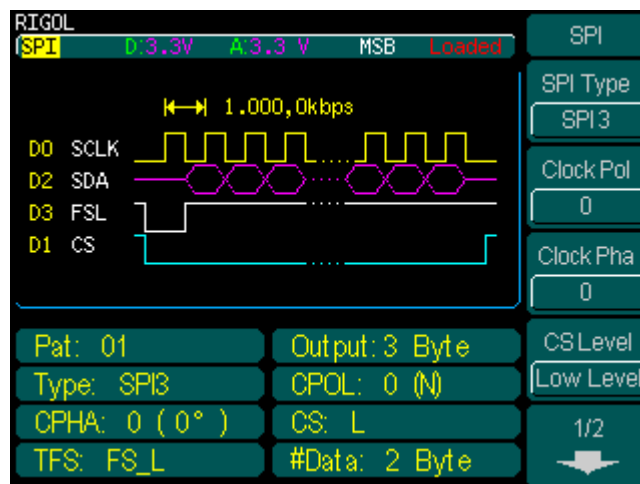 RIGOL
SPI D:3.3V A:3.3 V MSB Loaded
1.000,0kbps
D0 SCLK
D2 SDA
D3 FSL
D1 CS
Pat: 01
Output: 3 Byte
Type: SPI3
CPOL: 0 (N)
CPHA: 0 ( 0° )
CS: L
TFS: FS_L
#Data: 2 Byte
SPI
SPI Type
SPI3
Clock Pol
0
Clock Pha
0
CS Level
Low Level
1/2